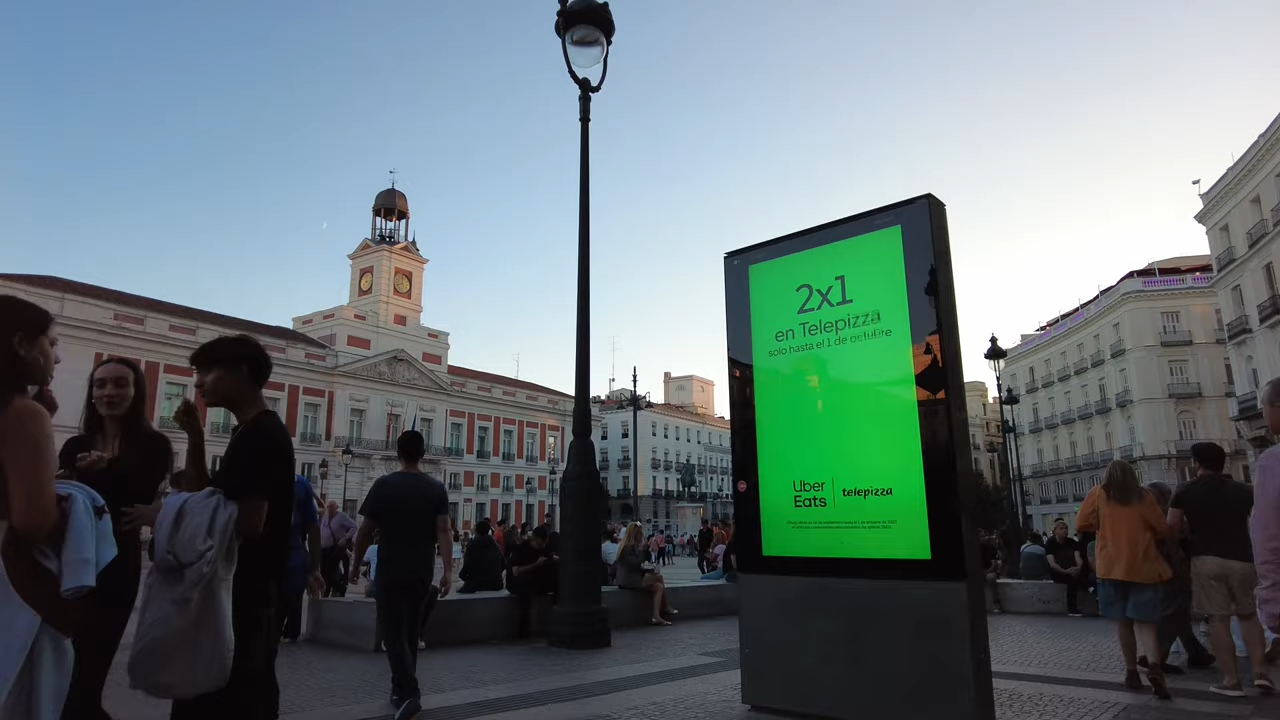 2x1
en Telepizza
solo hasta el 1 de octubre
Uber
Eats
telepizza